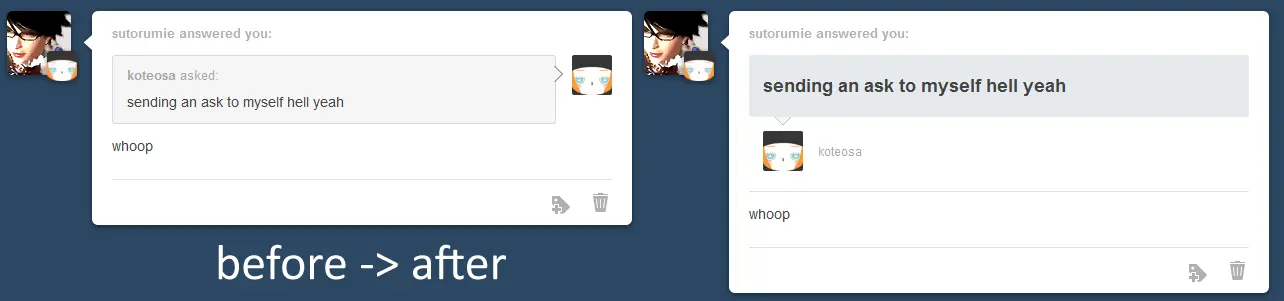 sutorumie answered you:
koteosa asked:
sending an ask to myself hell yeah
whoop
before -> after
sutorumie answered you:
sending an ask to myself hell yeah
koteosa
whoop